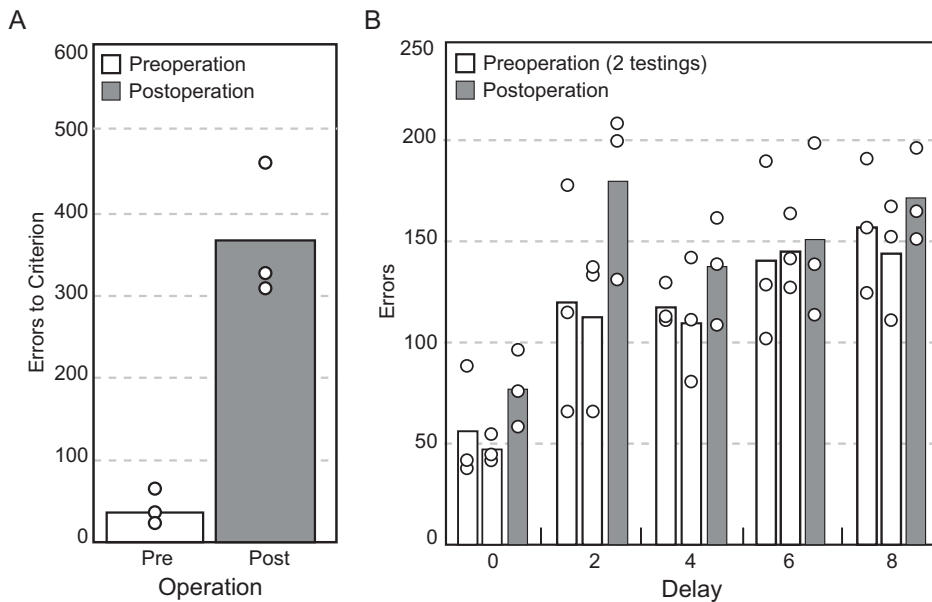 A
600
500
400
300
200
100
0
Errors to Criterion
Preoperation
Postoperation
Pre
Post
Operation
B
250
200
150
100
50
0
Errors
Preoperation (2 testings)
Postoperation
0
2
4
6
8
Delay